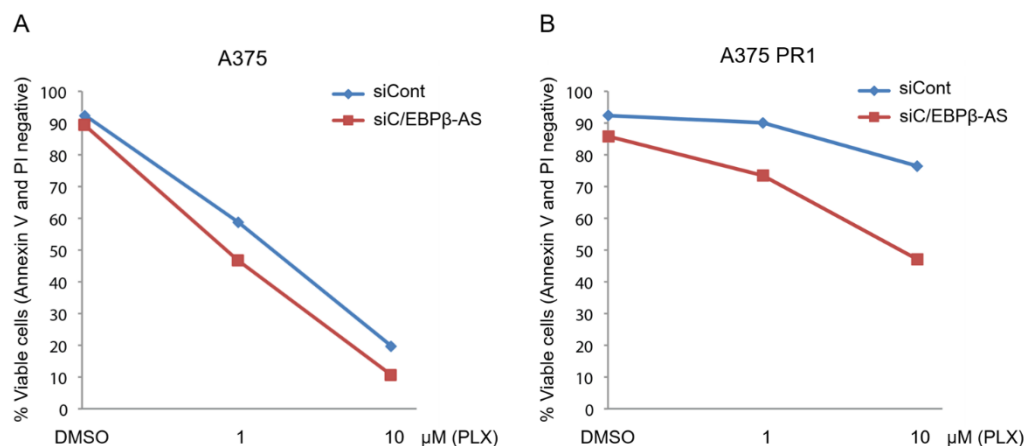 A
A375
% Viable cells (Annexin V and PI negative)
100
90
80
70
60
50
40
30
20
10
0
siCont
siC/EBPβ-AS
DMSO 1 10 μM (PLX)
B
A375 PR1
% Viable cells (Annexin V and PI negative)
100
90
80
70
60
50
40
30
20
10
0
siCont
siC/EBPβ-AS
DMSO 1 10 μM (PLX)